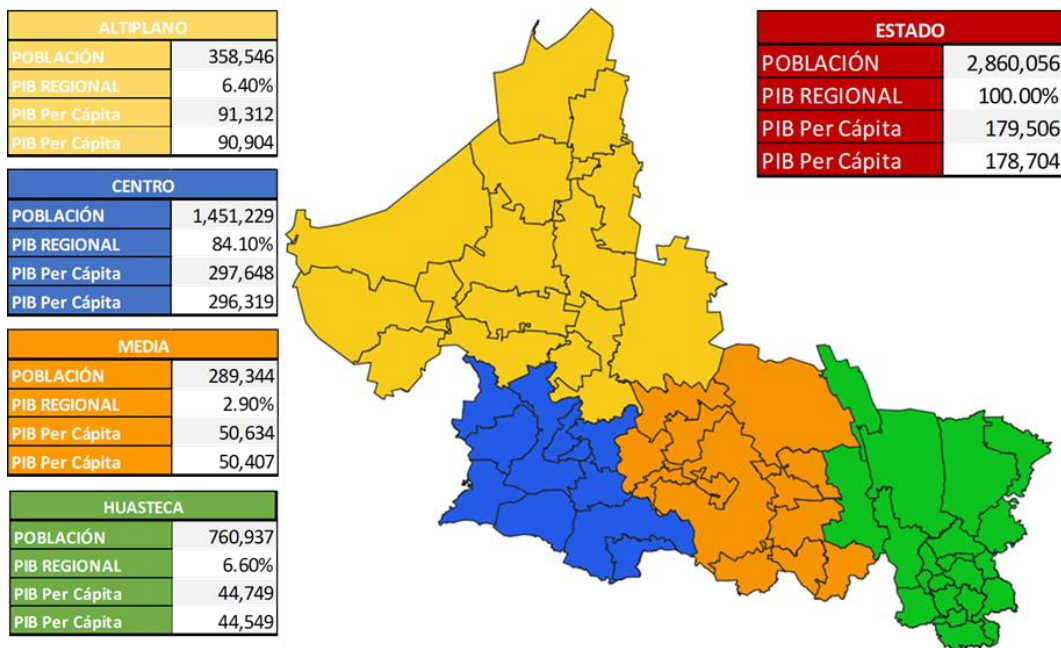 ALTIPLANO
POBLACIÓN 358,546
PIB REGIONAL 6.40%
PIB Per Cápita 91,312
PIB Per Cápita 90,904
CENTRO
POBLACIÓN 1,451,229
PIB REGIONAL 84.10%
PIB Per Cápita 297,648
PIB Per Cápita 296,319
MEDIA
POBLACIÓN 289,344
PIB REGIONAL 2.90%
PIB Per Cápita 50,634
PIB Per Cápita 50,407
HUASTECA
POBLACIÓN 760,937
PIB REGIONAL 6.60%
PIB Per Cápita 44,749
PIB Per Cápita 44,549
ESTADO
POBLACIÓN 2,860,056
PIB REGIONAL 100.00%
PIB Per Cápita 179,506
PIB Per Cápita 178,704